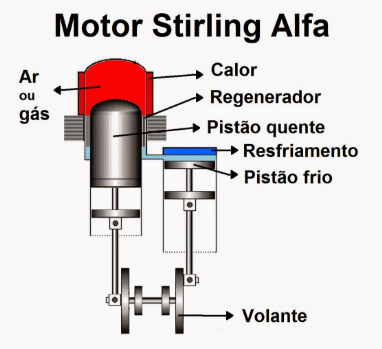 Motor Stirling Alfa
Ar
ou
gás
Calor
Regenerador
Pistão quente
Resfriamento
Pistão frio
Volante